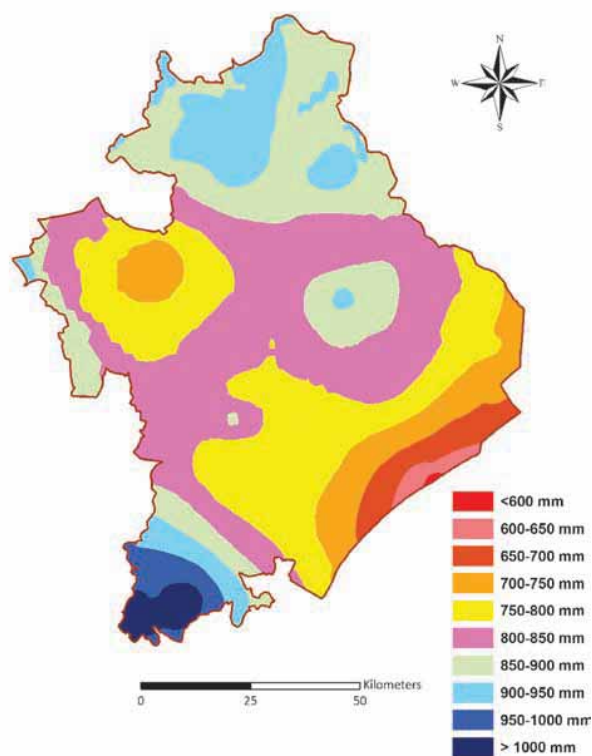 N
W
S
<600 mm
600-650 mm
650-700 mm
700-750 mm
750-800 mm
800-850 mm
850-900 mm
900-950 mm
950-1000 mm
> 1000 mm
Kilometers
0 25 50